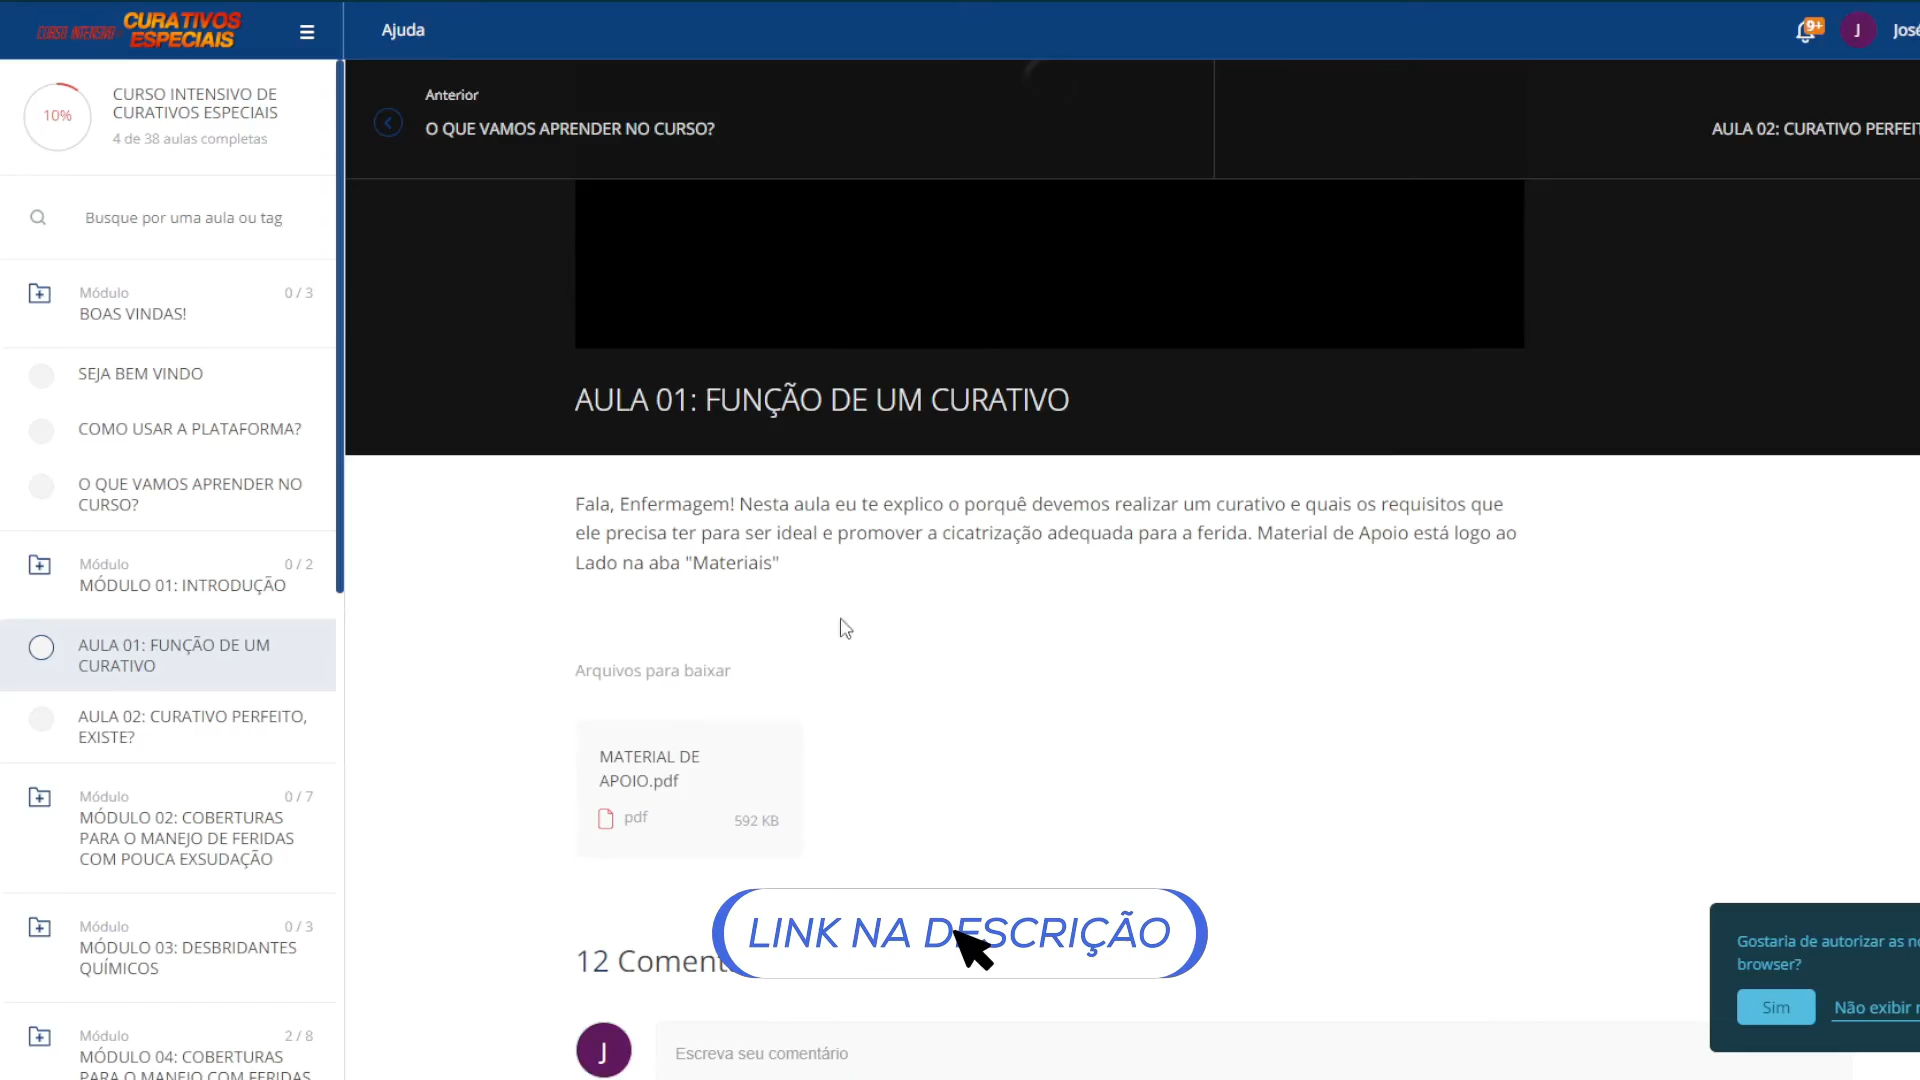 CURSO INTENSIVO
CURATIVOS
ESPECIAIS
Ajuda
9+
J
José
10%
CURSO INTENSIVO DE
CURATIVOS ESPECIAIS
4 de 38 aulas completas
Busque por uma aula ou tag
Módulo 0 / 3
BOAS VINDAS!
SEJA BEM VINDO
COMO USAR A PLATAFORMA?
O QUE VAMOS APRENDER NO
CURSO?
Módulo 0 / 2
MÓDULO 01: INTRODUÇÃO
AULA 01: FUNÇÃO DE UM
CURATIVO
AULA 02: CURATIVO PERFEITO,
EXISTE?
Módulo 0 / 7
MÓDULO 02: COBERTURAS
PARA O MANEJO DE FERIDAS
COM POUCA EXSUDAÇÃO
Módulo 0 / 3
MÓDULO 03: DESBRIDANTES
QUÍMICOS
Módulo 2 / 8
MÓDULO 04: COBERTURAS
PARA O MANEJO COM FERIDAS
Anterior
O QUE VAMOS APRENDER NO CURSO?
AULA 02: CURATIVO PERFEIT
AULA 01: FUNÇÃO DE UM CURATIVO
Fala, Enfermagem! Nesta aula eu te explico o porquê devemos realizar um curativo e quais os requisitos que
ele precisa ter para ser ideal e promover a cicatrização adequada para a ferida. Material de Apoio está logo ao
Lado na aba "Materiais"
Arquivos para baixar
MATERIAL DE
APOIO.pdf
pdf 592 KB
LINK NA DESCRIÇÃO
12 Coment
J
Escreva seu comentário
Gostaria de autorizar as no
browser?
Sim
Não exibir